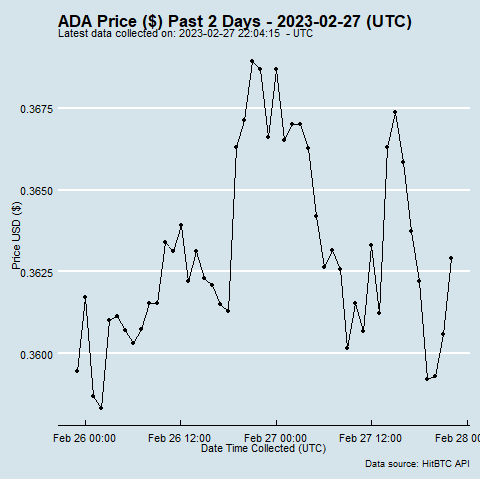 ADA Price ($) Past 2 Days - 2023-02-27 (UTC)
Latest data collected on: 2023-02-27 22:04:15  - UTC
Price USD ($)
0.3675
0.3650
0.3625
0.3600
Feb 26 00:00 Feb 26 12:00 Feb 27 00:00 Feb 27 12:00 Feb 28 00
Date Time Collected (UTC)
Data source: HitBTC API